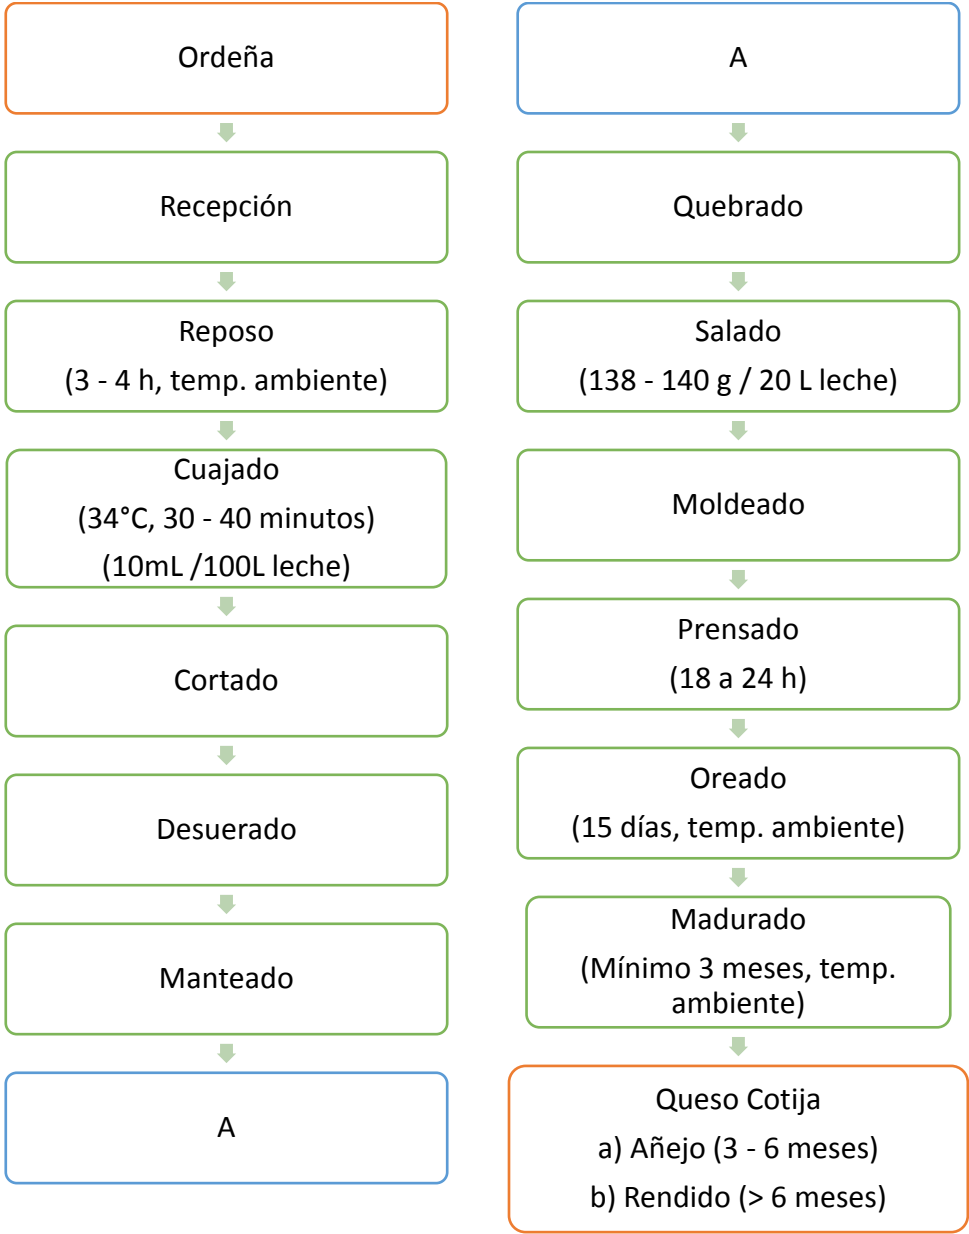 Ordeña
Recepción
Reposo
(3 - 4 h, temp. ambiente)
Cuajado
(34°C, 30 - 40 minutos)
(10mL /100L leche)
Cortado
Desuerado
Manteado
A
A
Quebrado
Salado
(138 - 140 g / 20 L leche)
Moldeado
Prensado
(18 a 24 h)
Oreado
(15 días, temp. ambiente)
Madurado
(Mínimo 3 meses, temp.
ambiente)
Queso Cotija
a) Añejo (3 - 6 meses)
b) Rendido (> 6 meses)